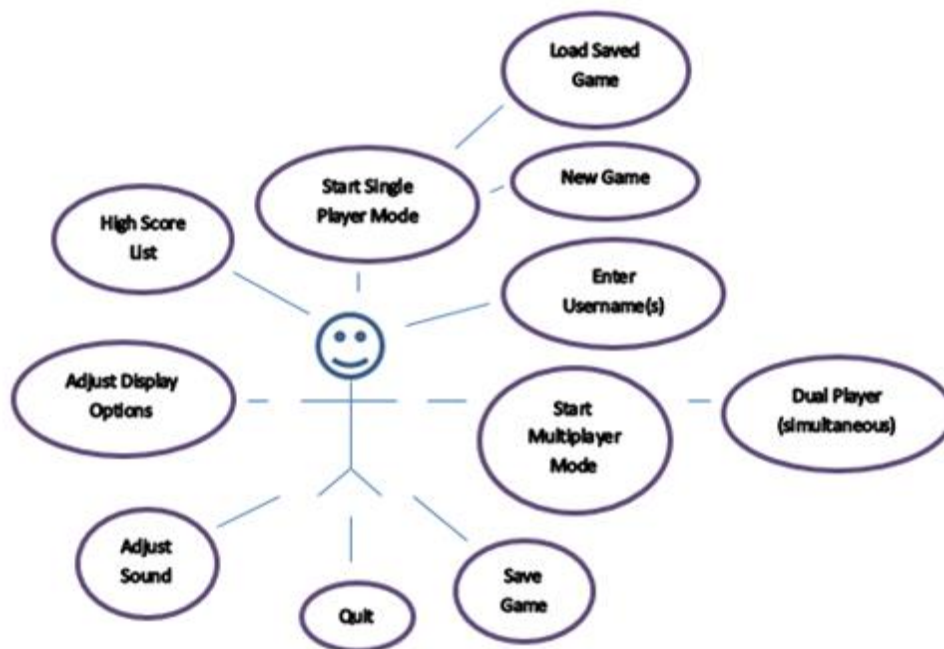 Load Saved
Game
Start Single
Player Mode
New Game
High Score
List
Enter
Username(s)
Adjust Display
Options
Start
Multiplayer
Mode
Dual Player
(simultaneous)
Adjust
Sound
Save
Game
Quit